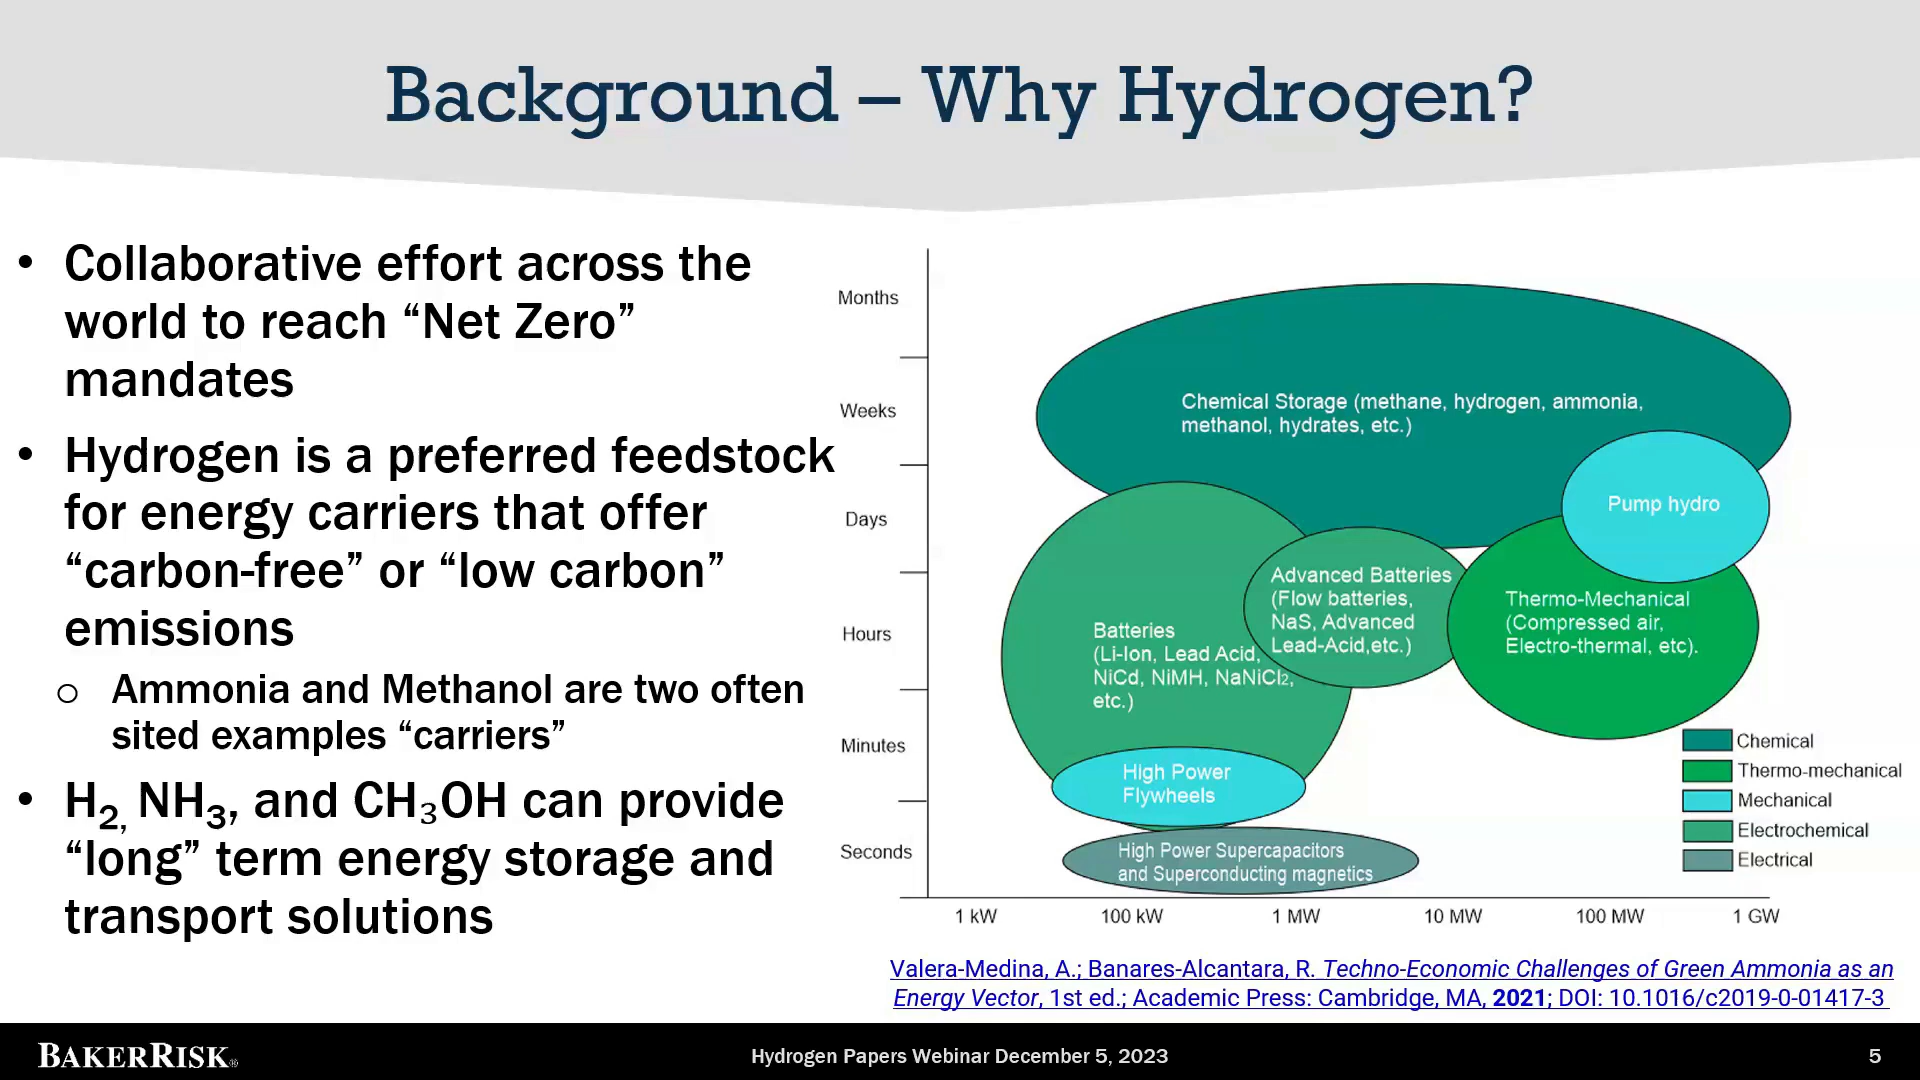 Background – Why Hydrogen?
• Collaborative effort across the
world to reach “Net Zero”
mandates
• Hydrogen is a preferred feedstock
for energy carriers that offer
“carbon-free” or “low carbon”
emissions
o Ammonia and Methanol are two often
sited examples “carriers”
• H₂, NH₃, and CH₃OH can provide
“long” term energy storage and
transport solutions
Months
Weeks
Days
Hours
Minutes
Seconds
Chemical Storage (methane, hydrogen, ammonia,
methanol, hydrates, etc.)
Pump hydro
Advanced Batteries
(Flow batteries,
NaS, Advanced
Lead-Acid,etc.)
Thermo-Mechanical
(Compressed air,
Electro-thermal, etc).
Batteries
(Li-Ion, Lead Acid,
NiCd, NiMH, NaNiCl₂,
etc.)
High Power
Flywheels
High Power Supercapacitors
and Superconducting magnetics
Chemical
Thermo-mechanical
Mechanical
Electrochemical
Electrical
1 kW
100 kW
1 MW
10 MW
100 MW
1 GW
Valera-Medina, A.; Banares-Alcantara, R. Techno-Economic Challenges of Green Ammonia as an
Energy Vector, 1st ed.; Academic Press: Cambridge, MA, 2021; DOI: 10.1016/c2019-0-01417-3
BAKERRISK®
Hydrogen Papers Webinar December 5, 2023
5